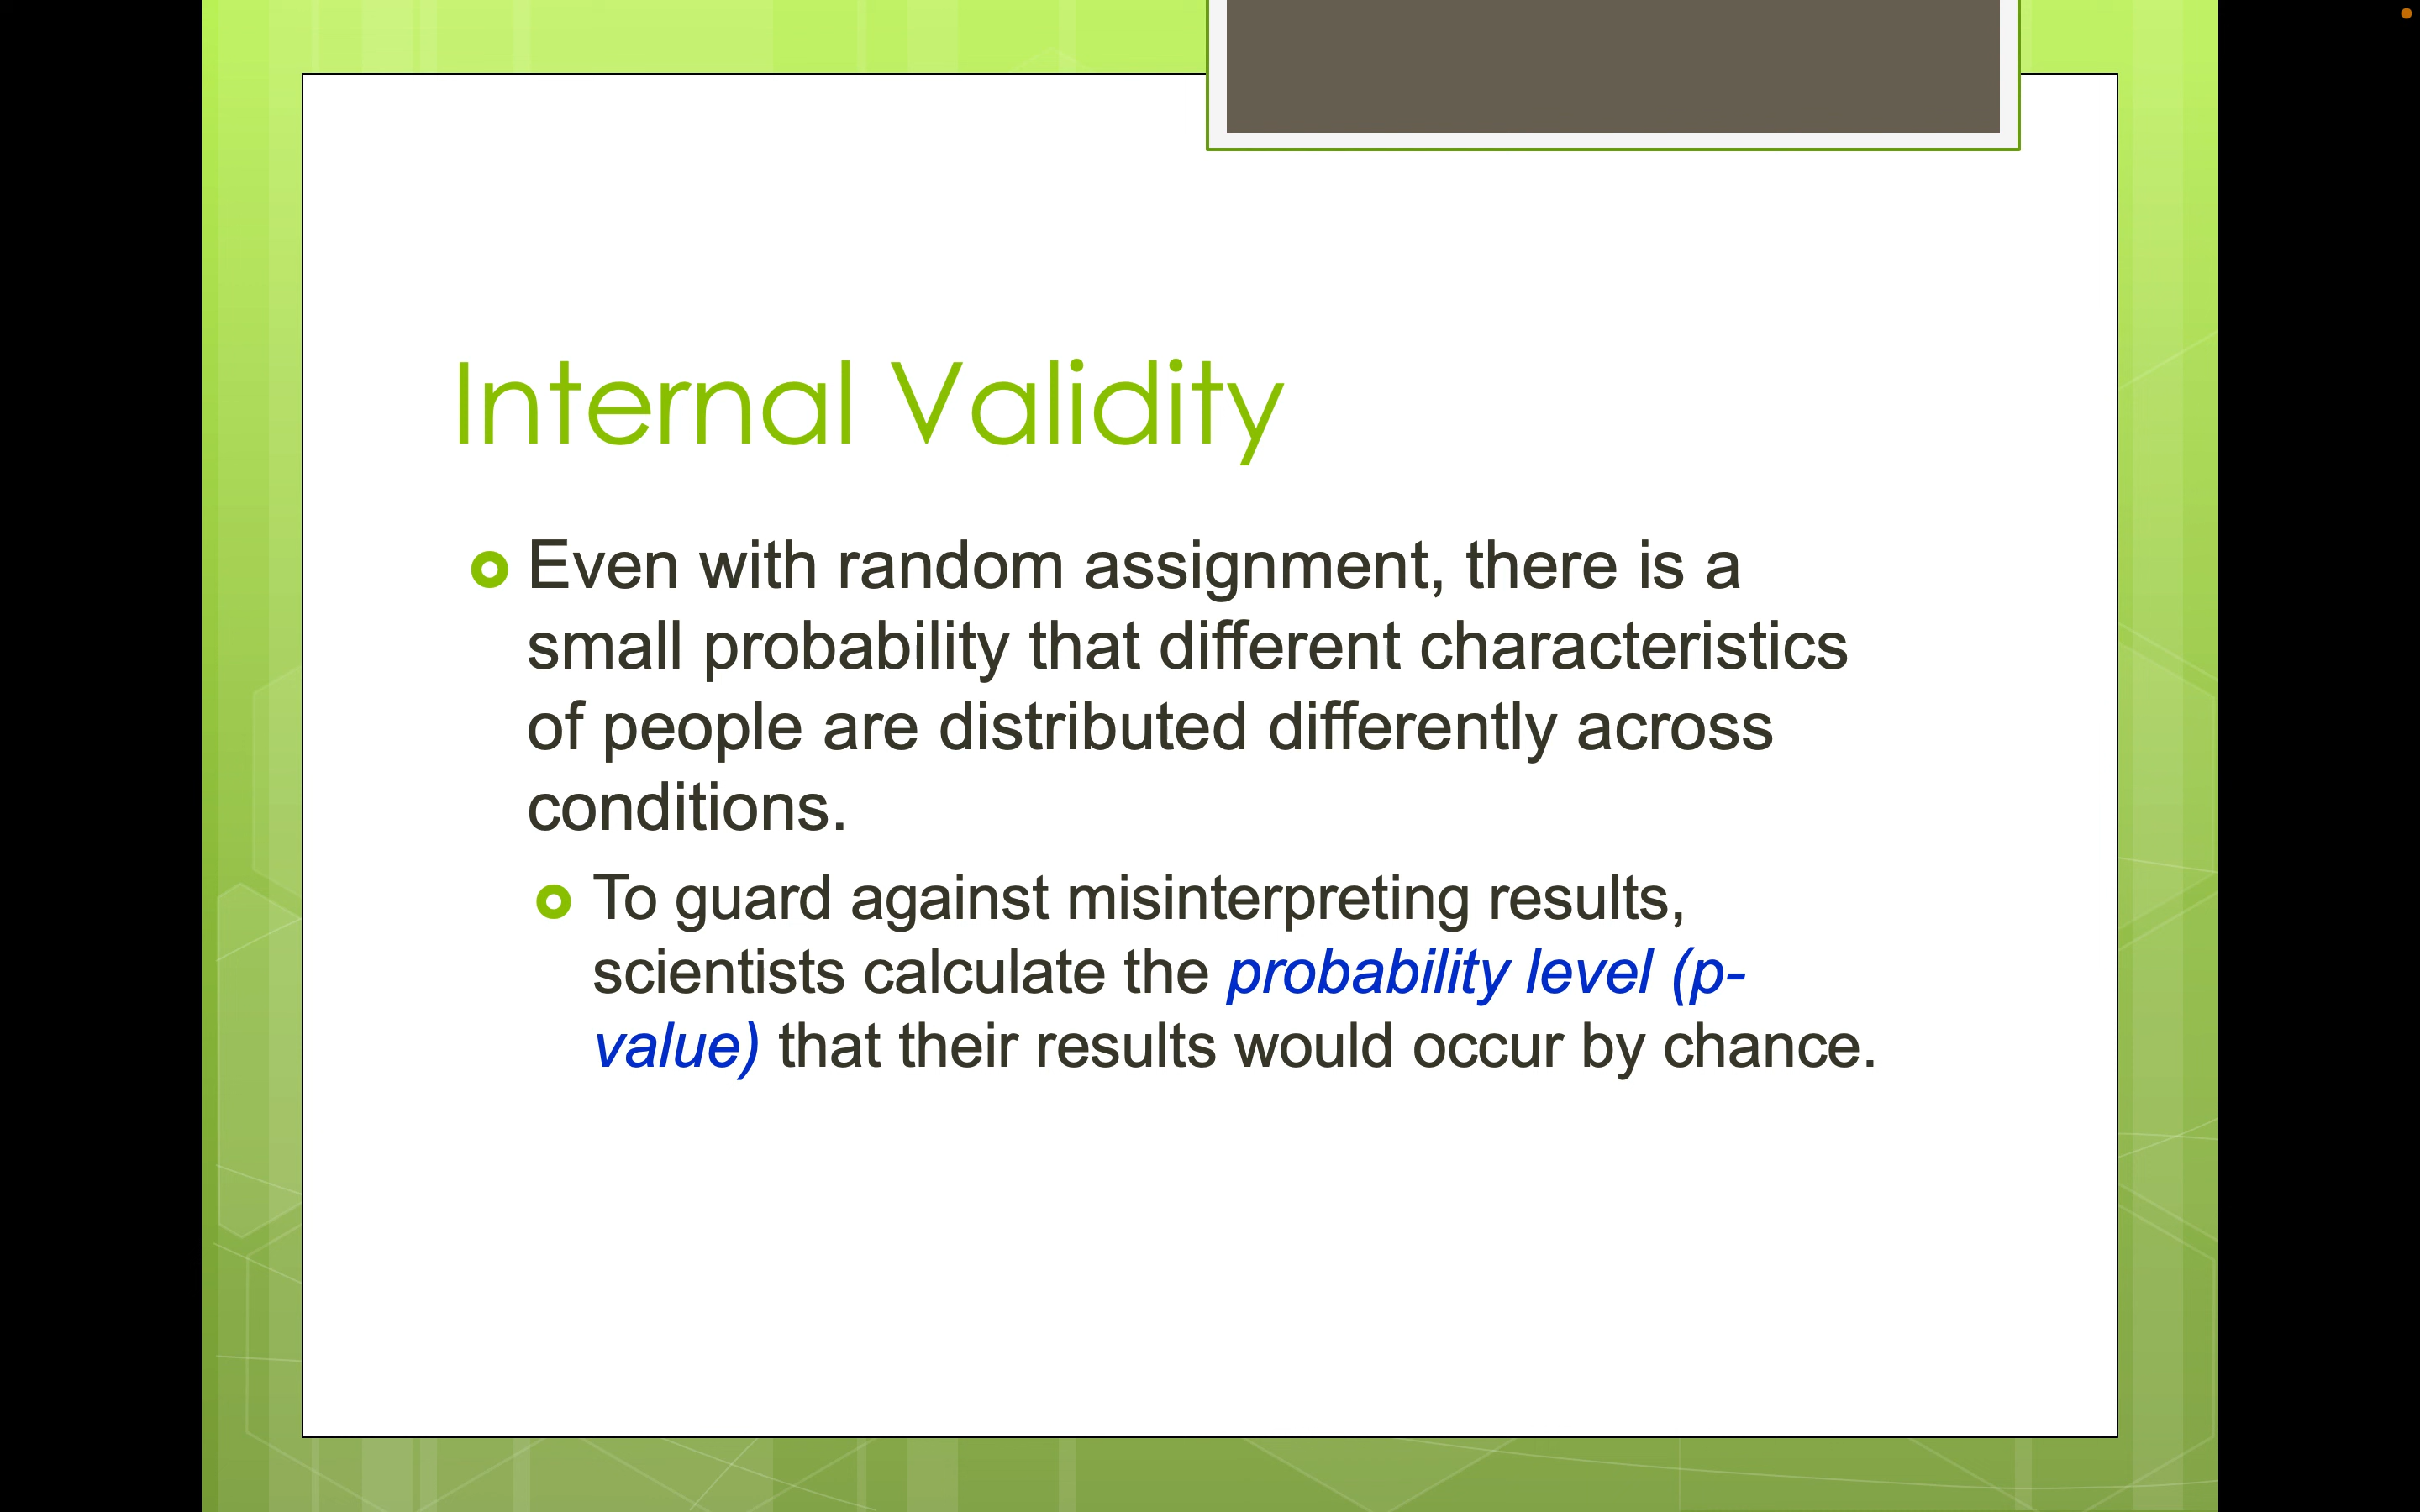 Internal Validity
Even with random assignment, there is a
small probability that different characteristics
of people are distributed differently across
conditions.
To guard against misinterpreting results,
scientists calculate the probability level (p-
value) that their results would occur by chance.